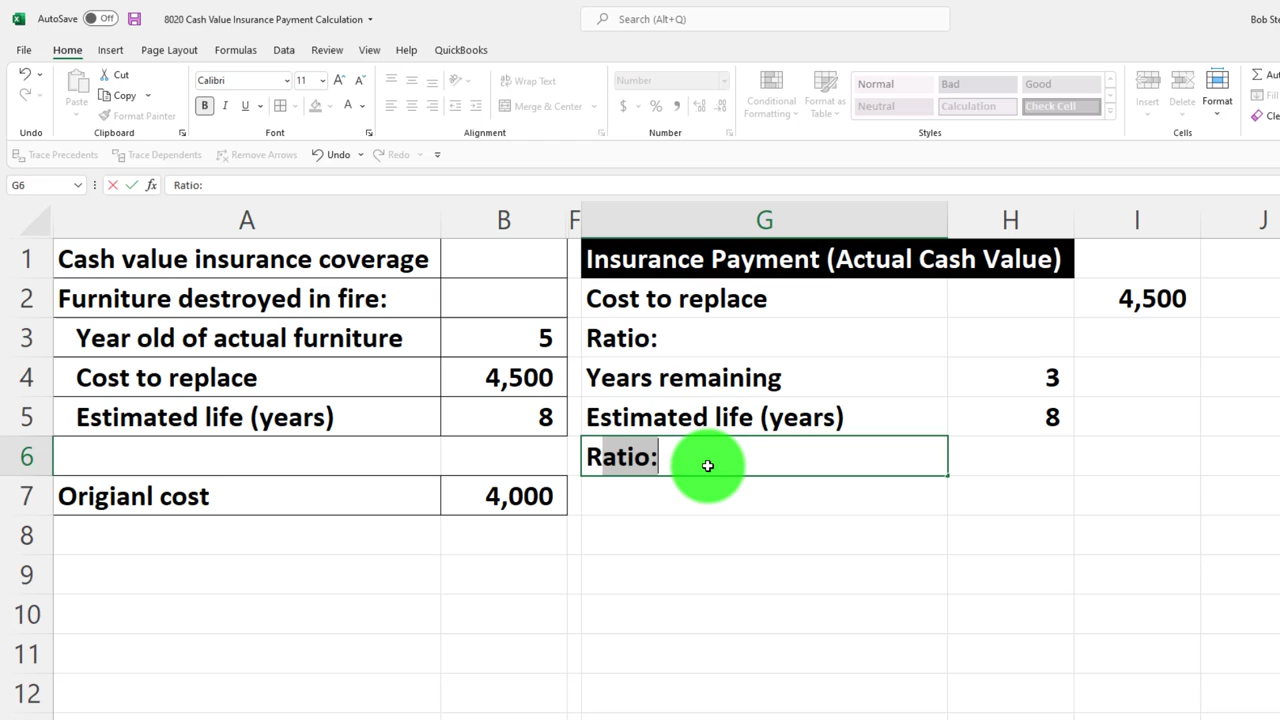 AutoSave Off 8020 Cash Value Insurance Payment Calculation Search (Alt+Q) Bob Ste
File Home Insert Page Layout Formulas Data Review View Help QuickBooks
Cut Calibri 11 Wrap Text Number Normal Bad Good Aut
Paste Copy Conditional Format as Insert Delete Format Fill
Format Painter B I U Merge & Center $ % Formatting Table Neutral Calculation Check Cell Cle
Undo Clipboard Font Alignment Number Styles Cells
Trace Precedents Trace Dependents Remove Arrows Undo Redo
G6 fx Ratio:
A B F G H I J
1 Cash value insurance coverage Insurance Payment (Actual Cash Value)
2 Furniture destroyed in fire: Cost to replace 4,500
3 Year old of actual furniture 5 Ratio:
4 Cost to replace 4,500 Years remaining 3
5 Estimated life (years) 8 Estimated life (years) 8
6 Ratio:
7 Origianl cost 4,000
8
9
10
11
12